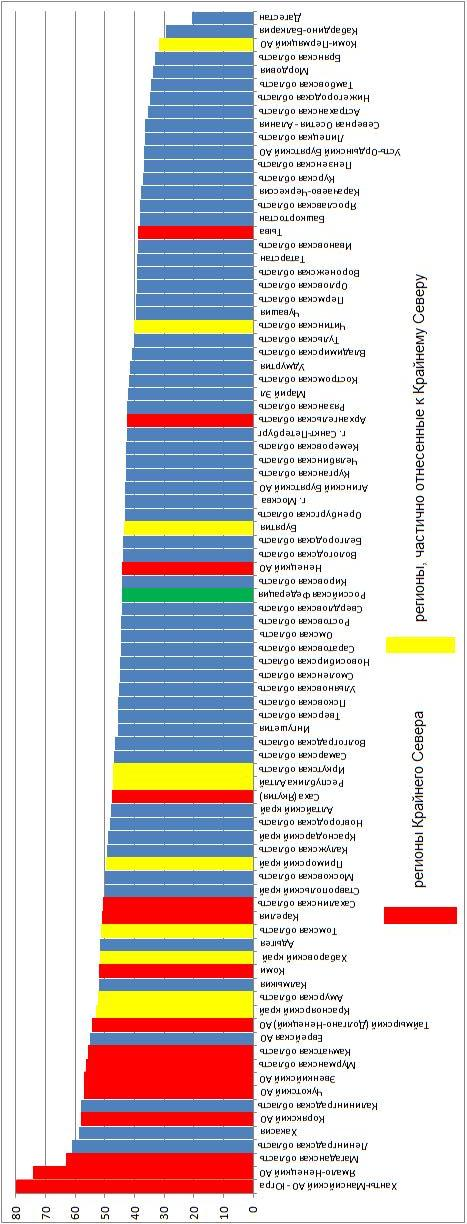 Дагестан
Кабардино-Балкария
Коми-Пермяцкий АО
Брянская область
Мордовия
Тамбовская область
Нижегородская область
Астраханская область
Северная Осетия - Алания
Липецкая область
Усть-Ордынский Бурятский АО
Пензенская область
Курская область
Карачаево-Черкессия
Ярославская область
Башкортостан
Тыва
Ивановская область
Татарстан
Воронежская область
Орловская область
Пермская область
Чувашия
Читинская область
Тульская область
Владимирская область
Удмуртия
Костромская область
Марий Эл
Рязанская область
Архангельская область
г. Санкт-Петербург
Кемеровская область
Челябинская область
Курганская область
Агинский Бурятский АО
г. Москва
Оренбургская область
Бурятия
Белгородская область
Вологодская область
Ненецкий АО
Кировская область
Российская Федерация
Свердловская область
Ростовская область
Омская область
Саратовская область
Новосибирская область
Смоленская область
Ульяновская область
Псковская область
Тверская область
Ингушетия
Волгоградская область
Самарская область
Иркутская область
Республика Алтай
Саха (Якутия)
Алтайский край
Новгородская область
Краснодарский край
Калужская область
Приморский край
Московская область
Ставропольский край
Сахалинская область
Карелия
Томская область
Адыгея
Хабаровский край
Коми
Калмыкия
Амурская область
Красноярский край
Таймырский (Долгано-Ненецкий) АО
Еврейская АО
Камчатская область
Мурманская область
Эвенкийский АО
Чукотский АО
Калининградская область
Корякский АО
Хакасия
Ленинградская область
Магаданская область
Ямало-Ненецкий АО
Ханты-Мансийский АО - Югра
80
70
60
50
40
30
20
10
0
регионы Крайнего Севера
регионы, частично отнесенные к Крайнему Северу